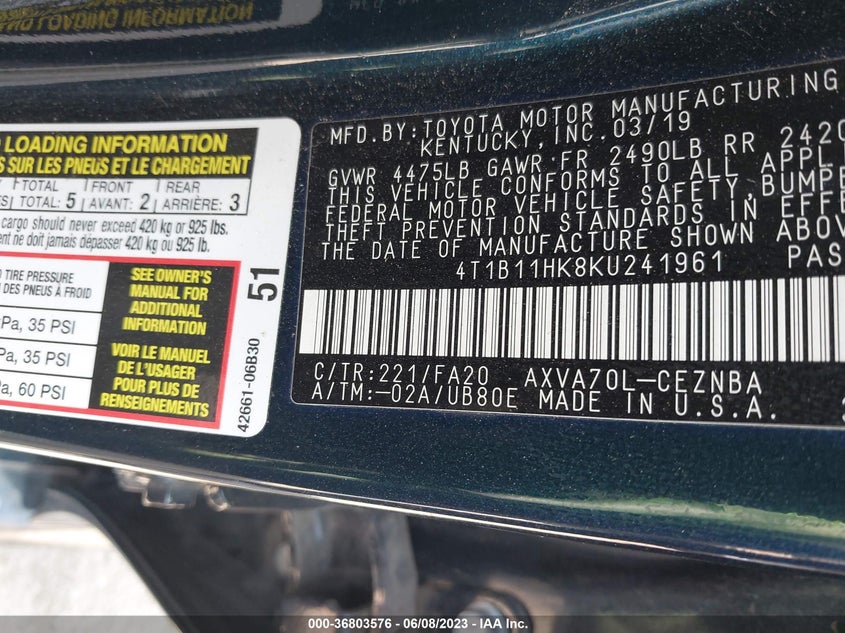 LOADING INFORMATION
SUR LES PNEUS ET LE CHARGEMENT
TOTAL FRONT REAR
TOTAL: 5 AVANT: 2 ARRIÈRE: 3
cargo should never exceed 420 kg or 925 lbs.
ne doit jamais dépasser 420 kg ou 925 lb.
TIRE PRESSURE
DES PNEUS À FROID
35 PSI
35 PSI
60 PSI
SEE OWNER'S
MANUAL FOR
ADDITIONAL
INFORMATION
VOIR LE MANUEL
DE L'USAGER
POUR PLUS DE
RENSEIGNEMENTS
51
42661-06B30
MFD.BY:TOYOTA MOTOR MANUFACTURING
KENTUCKY,INC.03/19
GVWR 4475LB GAWR FR 2490LB RR 2420
THIS VEHICLE CONFORMS TO ALL APPL
FEDERAL MOTOR VEHICLE SAFETY,BUMPE
THEFT PREVENTION STANDARDS IN EFFE
THE DATE OF MANUFACTURE SHOWN ABOV
4T1B11HK8KU241961 PAS
C/TR:221/FA20 AXVA70L-CEZNBA
A/TM:-02A/UB80E MADE IN U.S.A.
000-36803576 - 06/08/2023 - © IAA Inc.